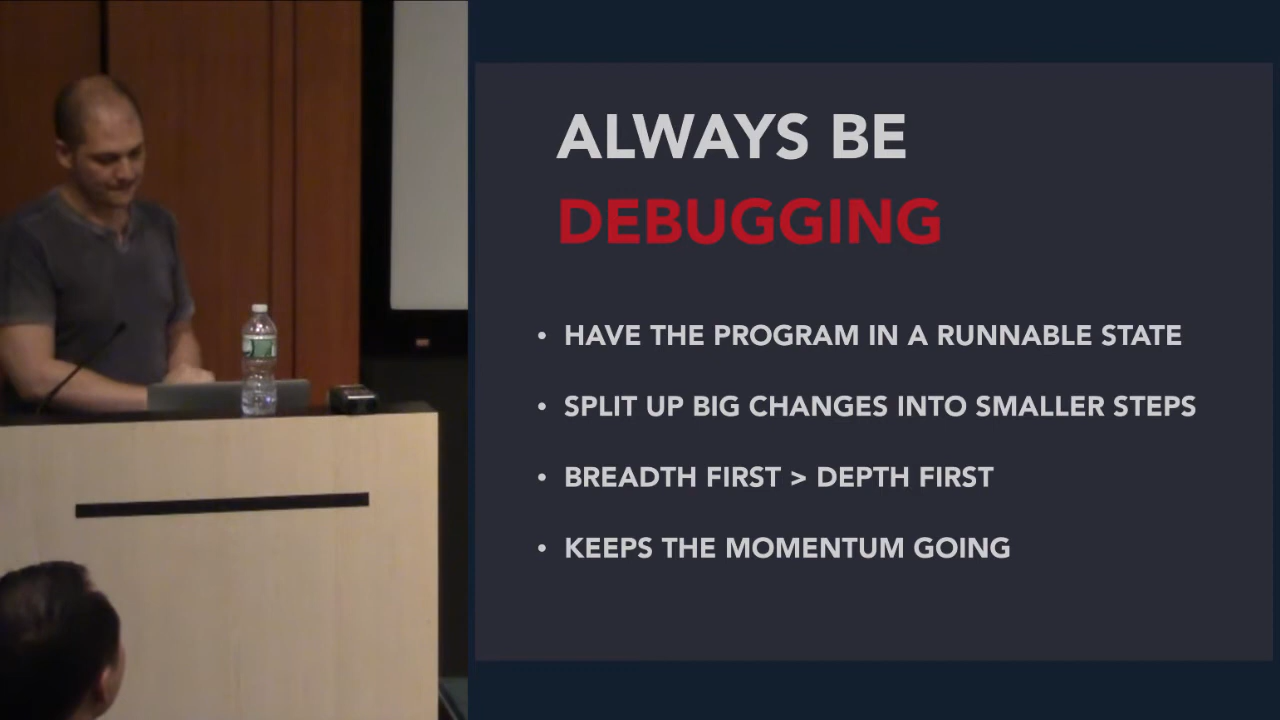 ALWAYS BE
DEBUGGING
• HAVE THE PROGRAM IN A RUNNABLE STATE
• SPLIT UP BIG CHANGES INTO SMALLER STEPS
• BREADTH FIRST > DEPTH FIRST
• KEEPS THE MOMENTUM GOING